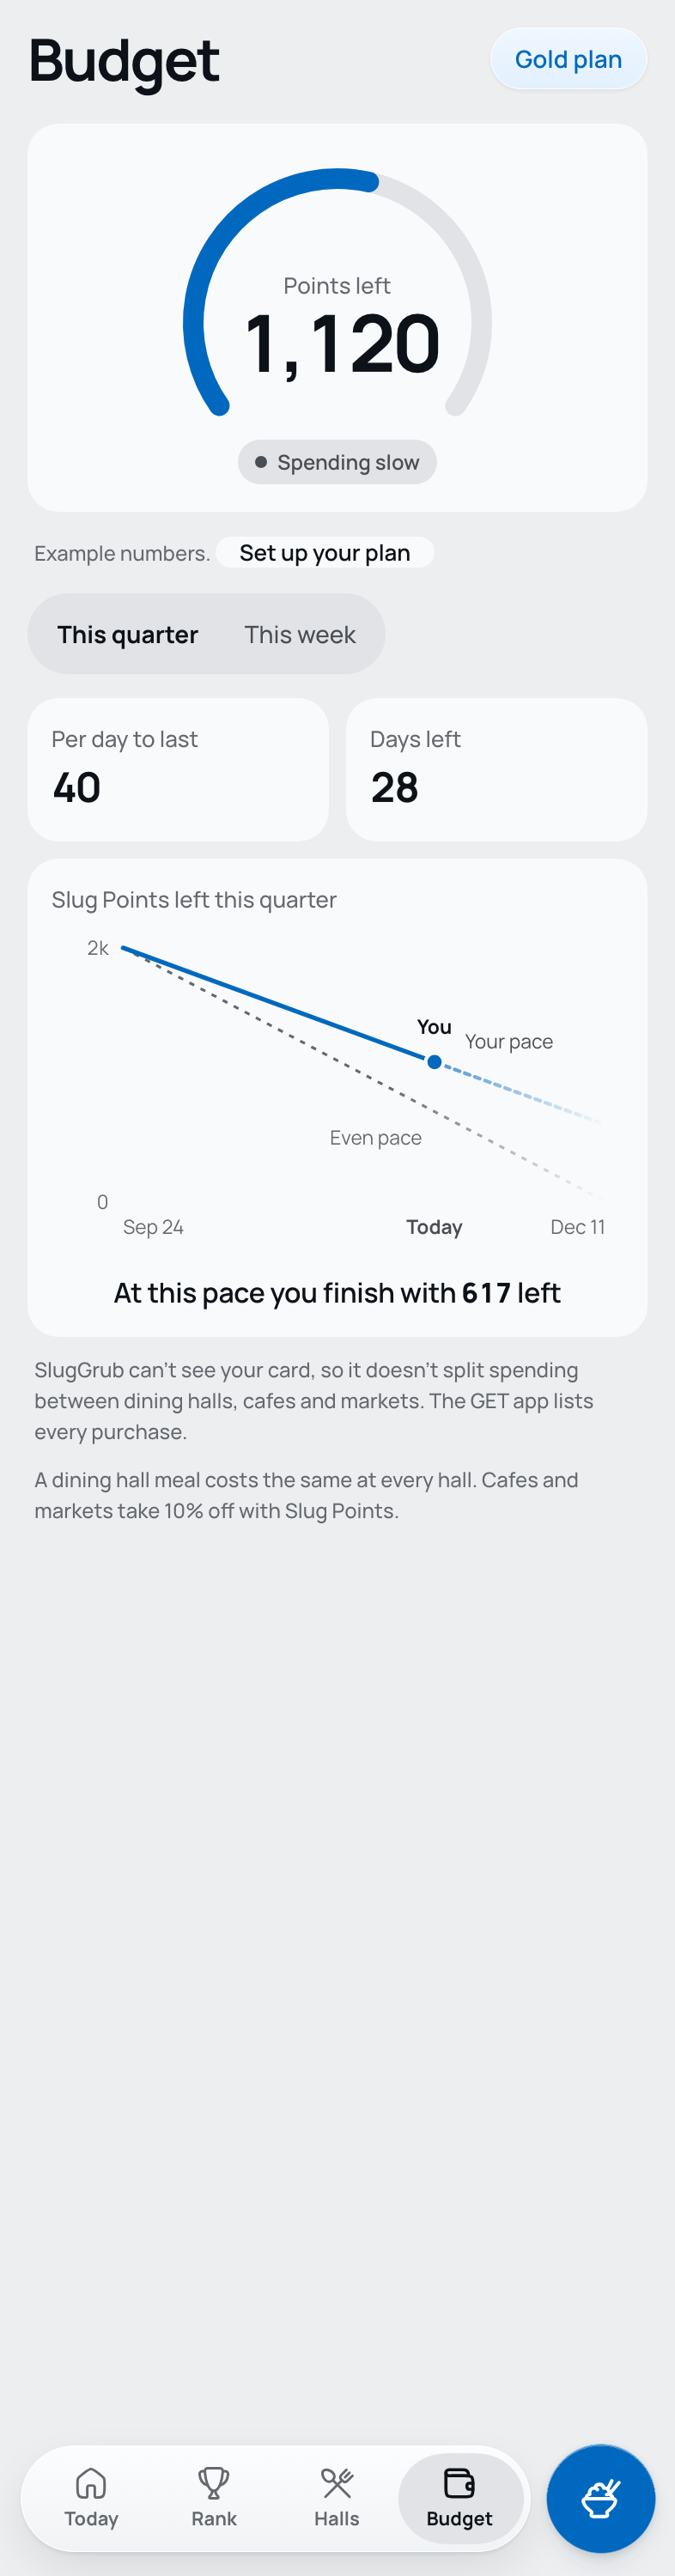 Budget
Gold plan
Points left
1,120
Spending slow
Example numbers. Set up your plan
This quarter
This week
Per day to last
40
Days left
28
Slug Points left this quarter
2k
You
Your pace
Even pace
0
Sep 24
Today
Dec 11
At this pace you finish with 617 left
SlugGrub can't see your card, so it doesn't split spending
between dining halls, cafes and markets. The GET app lists
every purchase.
A dining hall meal costs the same at every hall. Cafes and
markets take 10% off with Slug Points.
Today
Rank
Halls
Budget